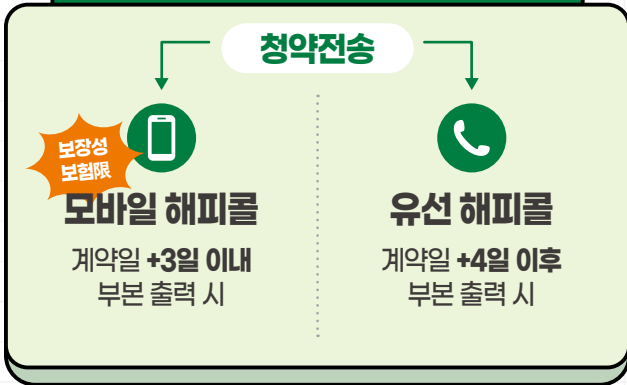 청약전송
보장성
보험限
모바일 해피콜
계약일 +3일 이내
부본 출력 시
유선 해피콜
계약일 +4일 이후
부본 출력 시